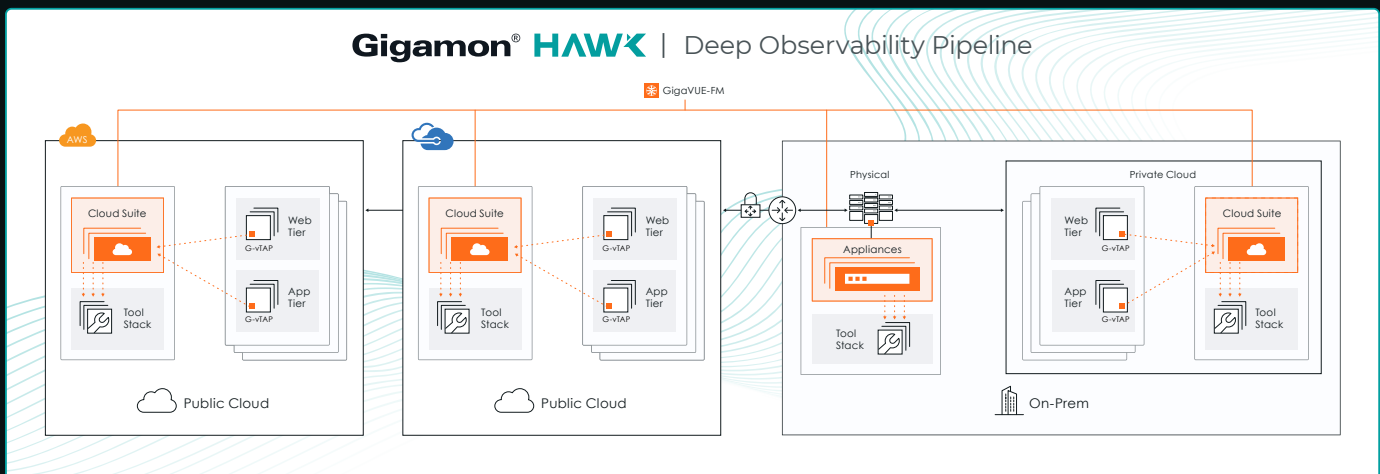 Gigamon® HAWK | Deep Observability Pipeline
GigaVUE-FM
AWS
Cloud Suite
Tool
Stack
Web
Tier
G-vTAP
App
Tier
G-vTAP
Public Cloud
Cloud Suite
Tool
Stack
Web
Tier
G-vTAP
App
Tier
G-vTAP
Public Cloud
Physical
Appliances
Tool
Stack
Private Cloud
Web
Tier
G-vTAP
App
Tier
G-vTAP
Cloud Suite
Tool
Stack
On-Prem